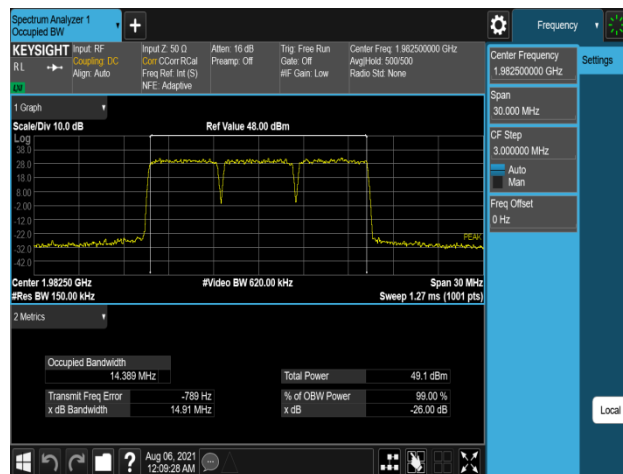 Spectrum Analyzer 1
Occupied BW
Frequency
KEYSIGHT
RL
Input: RF
Coupling: DC
Align: Auto
Input Z: 50 Ω
Corr CCorr RCal
Freq Ref: Int (S)
NFE: Adaptive
Atten: 16 dB
Preamp: Off
Trig: Free Run
Gate: Off
#IF Gain: Low
Center Freq: 1.982500000 GHz
Avg|Hold: 500/500
Radio Std: None
LXI
Center Frequency
1.982500000 GHz
Settings
Span
30.000 MHz
CF Step
3.000000 MHz
Auto
Man
Freq Offset
0 Hz
1 Graph
Scale/Div 10.0 dB
Ref Value 48.00 dBm
Log
38.0
28.0
18.0
8.00
-2.00
-12.0
-22.0
-32.0
-42.0
PEAK
Center 1.98250 GHz
#Video BW 620.00 kHz
Span 30 MHz
#Res BW 150.00 kHz
Sweep 1.27 ms (1001 pts)
2 Metrics
Occupied Bandwidth
14.389 MHz
Total Power
49.1 dBm
Transmit Freq Error
-789 Hz
% of OBW Power
99.00 %
x dB Bandwidth
14.91 MHz
x dB
-26.00 dB
Local
?
Aug 06, 2021
12:09:28 AM